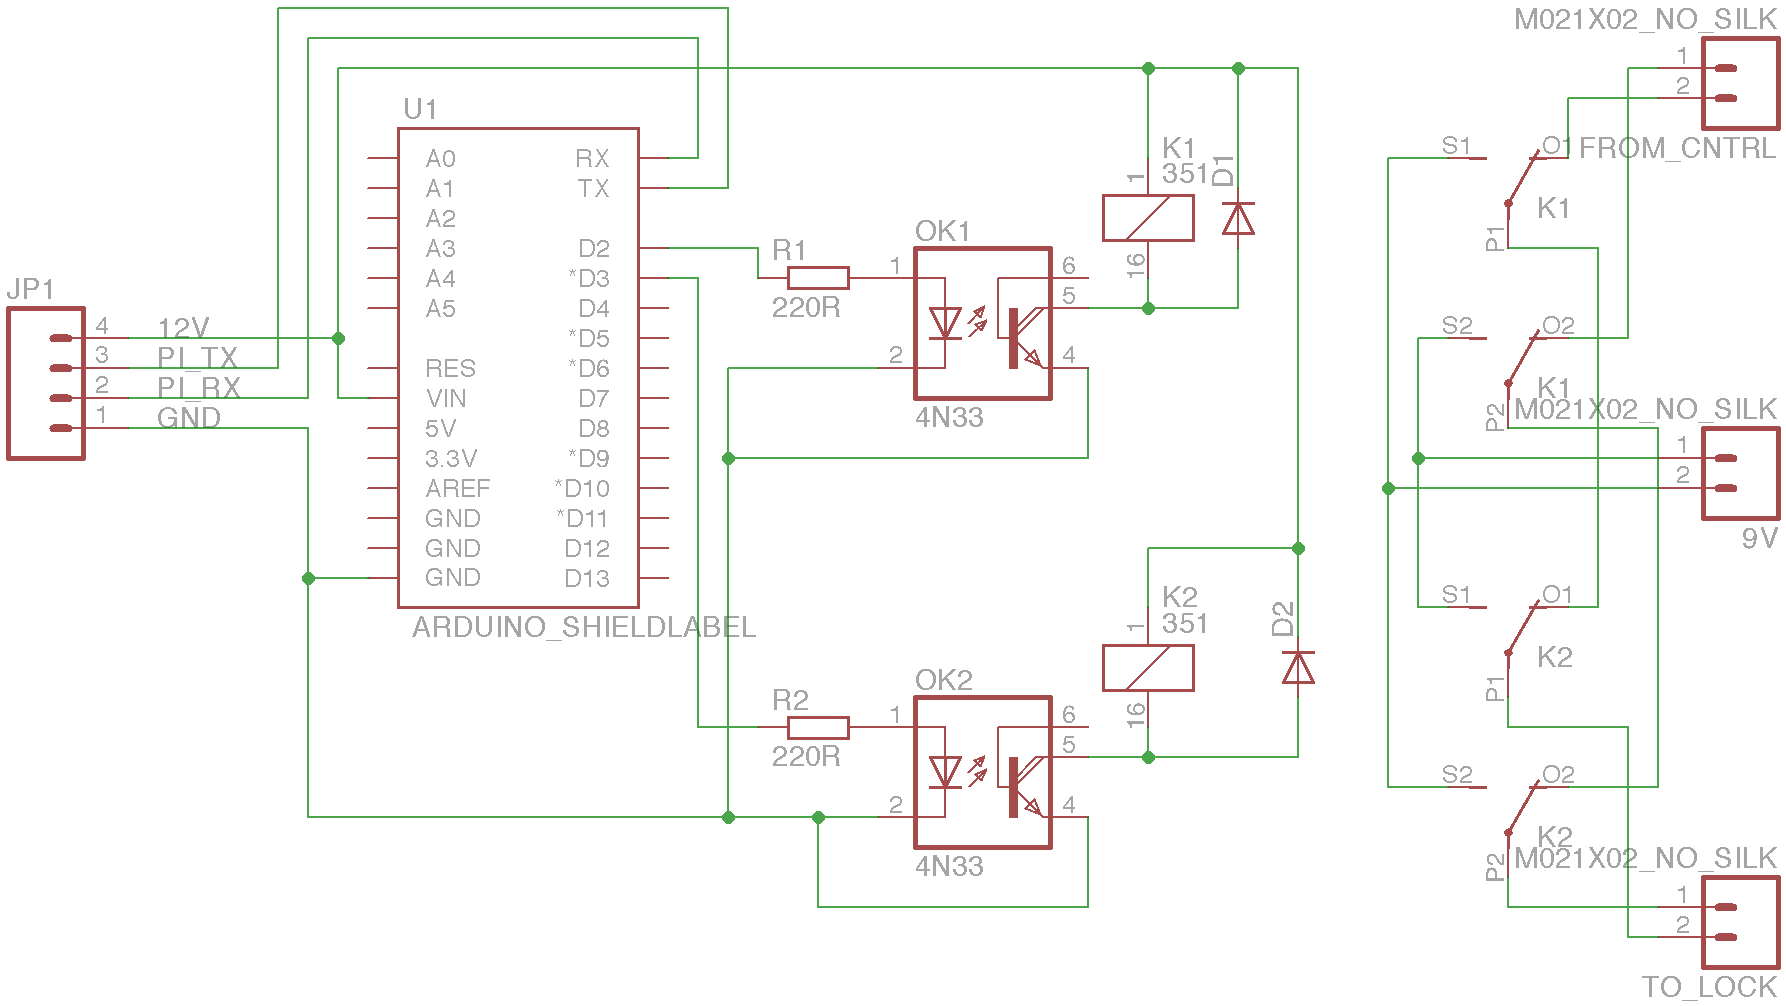 M021X02_NO_SILK
1
2
FROM_CNTRL
U1
A0
A1
A2
A3
A4
A5
RES
VIN
5V
3.3V
AREF
GND
GND
GND
RX
TX
D2
*D3
D4
*D5
*D6
D7
D8
*D9
*D10
*D11
D12
D13
ARDUINO_SHIELDLABEL
JP1
4 12V
3 PI_TX
2 PI_RX
1 GND
R1
220R
OK1
1
2
6
5
4
4N33
K1
351
1
16
D1
R2
220R
OK2
1
2
6
5
4
4N33
K2
351
1
16
D2
S1 O1
K1
P1
S2 O2
K1
P2
M021X02_NO_SILK
1
2
9V
S1 O1
K2
P1
S2 O2
K2
P2
M021X02_NO_SILK
1
2
TO_LOCK